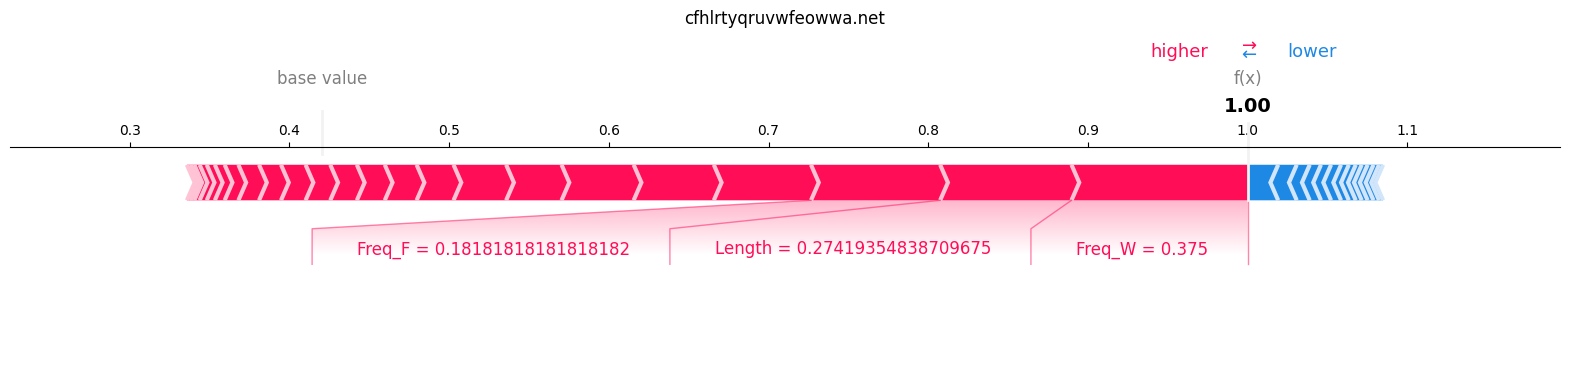 cfhlrtyqruvwfeowwa.net
higher ⇄ lower
base value f(x)
1.00
0.3 0.4 0.5 0.6 0.7 0.8 0.9 1.0 1.1
Freq_F = 0.18181818181818182 Length = 0.27419354838709675 Freq_W = 0.375